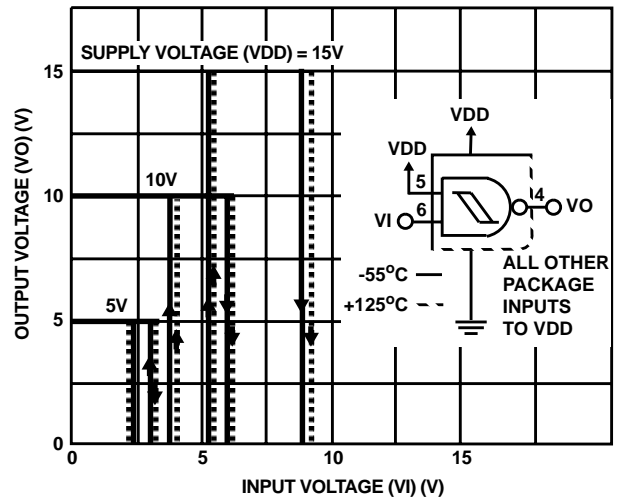 SUPPLY VOLTAGE (VDD) = 15V
15
10V
10
5V
5
0
OUTPUT VOLTAGE (VO) (V)
VDD
VDD
5
4
VO
VI
6
-55°C
+125°C
ALL OTHER
PACKAGE
INPUTS
TO VDD
0
5
10
15
INPUT VOLTAGE (VI) (V)